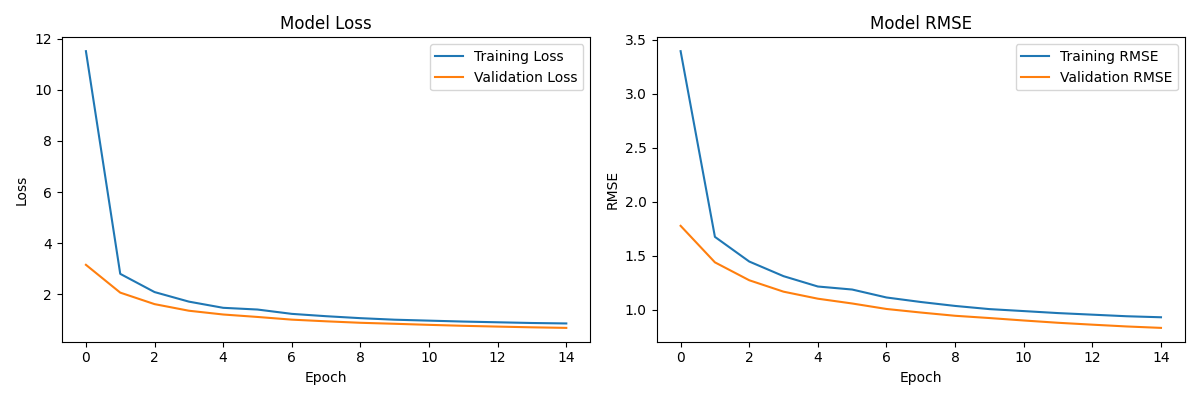 Model Loss
12
10
8
6
4
2
Loss
0 2 4 6 8 10 12 14
Epoch
Training Loss
Validation Loss
Model RMSE
3.5
3.0
2.5
2.0
1.5
1.0
RMSE
0 2 4 6 8 10 12 14
Epoch
Training RMSE
Validation RMSE